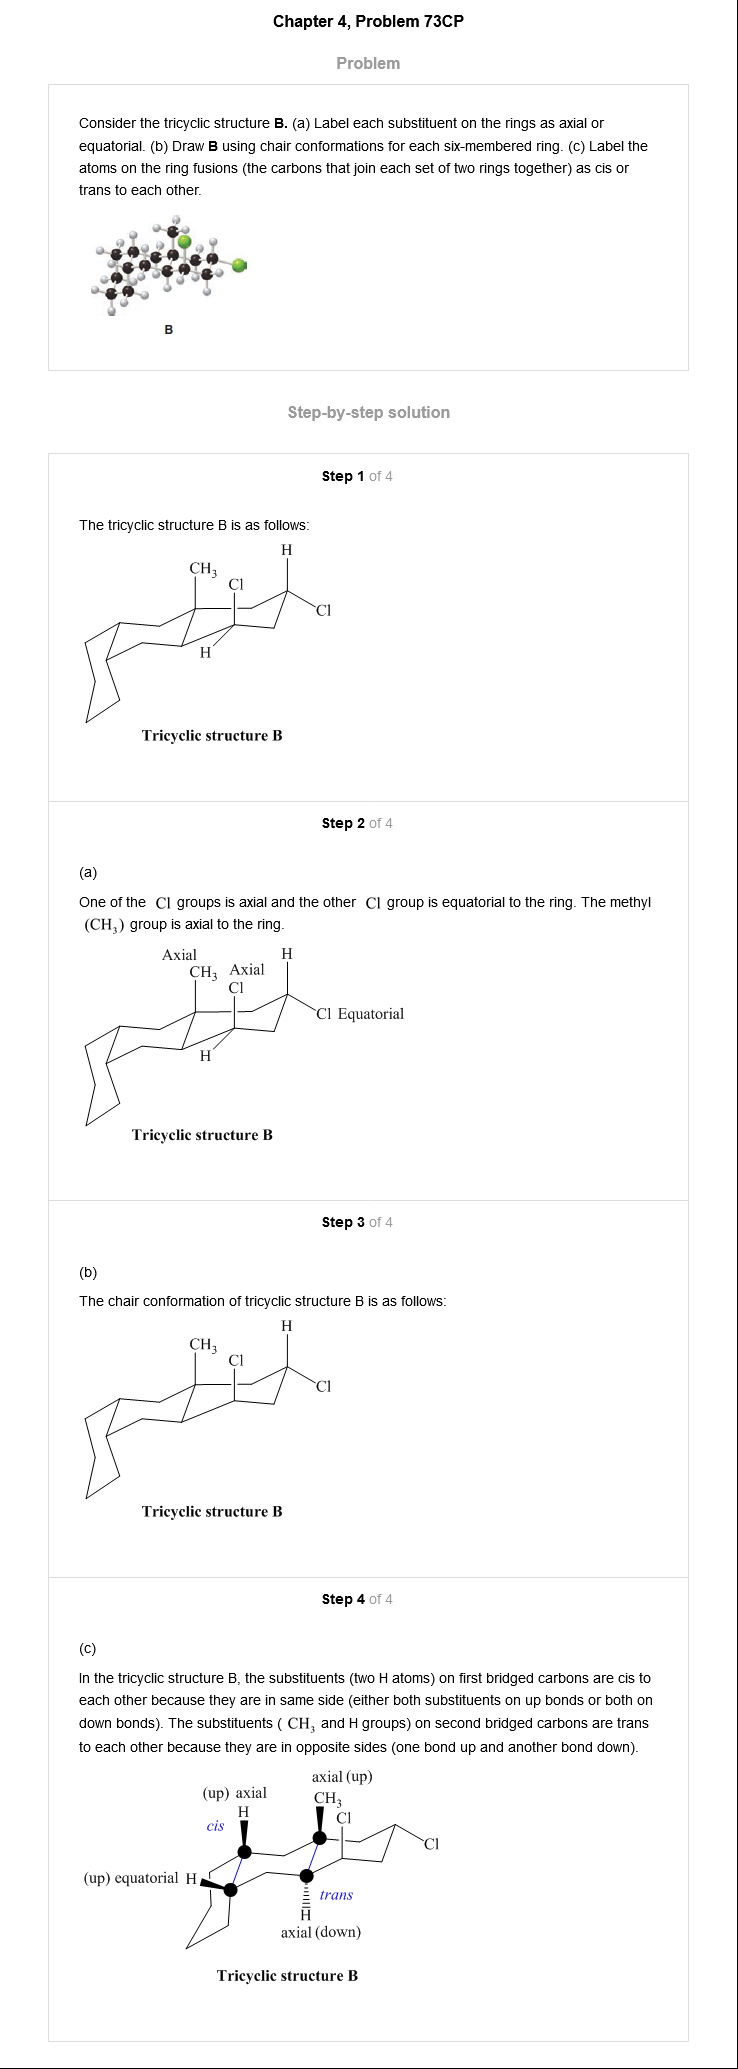 Chapter 4, Problem 73CP
Problem
Consider the tricyclic structure B. (a) Label each substituent on the rings as axial or
equatorial. (b) Draw B using chair conformations for each six-membered ring. (c) Label the
atoms on the ring fusions (the carbons that join each set of two rings together) as cis or
trans to each other.
B
Step-by-step solution
Step 1 of 4
The tricyclic structure B is as follows:
H
CH3
Cl
Cl
H
Tricyclic structure B
Step 2 of 4
(a)
One of the Cl groups is axial and the other Cl group is equatorial to the ring. The methyl
(CH3) group is axial to the ring.
Axial H
CH3 Axial
Cl
Cl Equatorial
H
Tricyclic structure B
Step 3 of 4
(b)
The chair conformation of tricyclic structure B is as follows:
H
CH3
Cl
Cl
Tricyclic structure B
Step 4 of 4
(c)
In the tricyclic structure B, the substituents (two H atoms) on first bridged carbons are cis to
each other because they are in same side (either both substituents on up bonds or both on
down bonds). The substituents ( CH3 and H groups) on second bridged carbons are trans
to each other because they are in opposite sides (one bond up and another bond down).
axial (up)
(up) axial CH3
H Cl
cis
Cl
(up) equatorial H
trans
H
axial (down)
Tricyclic structure B